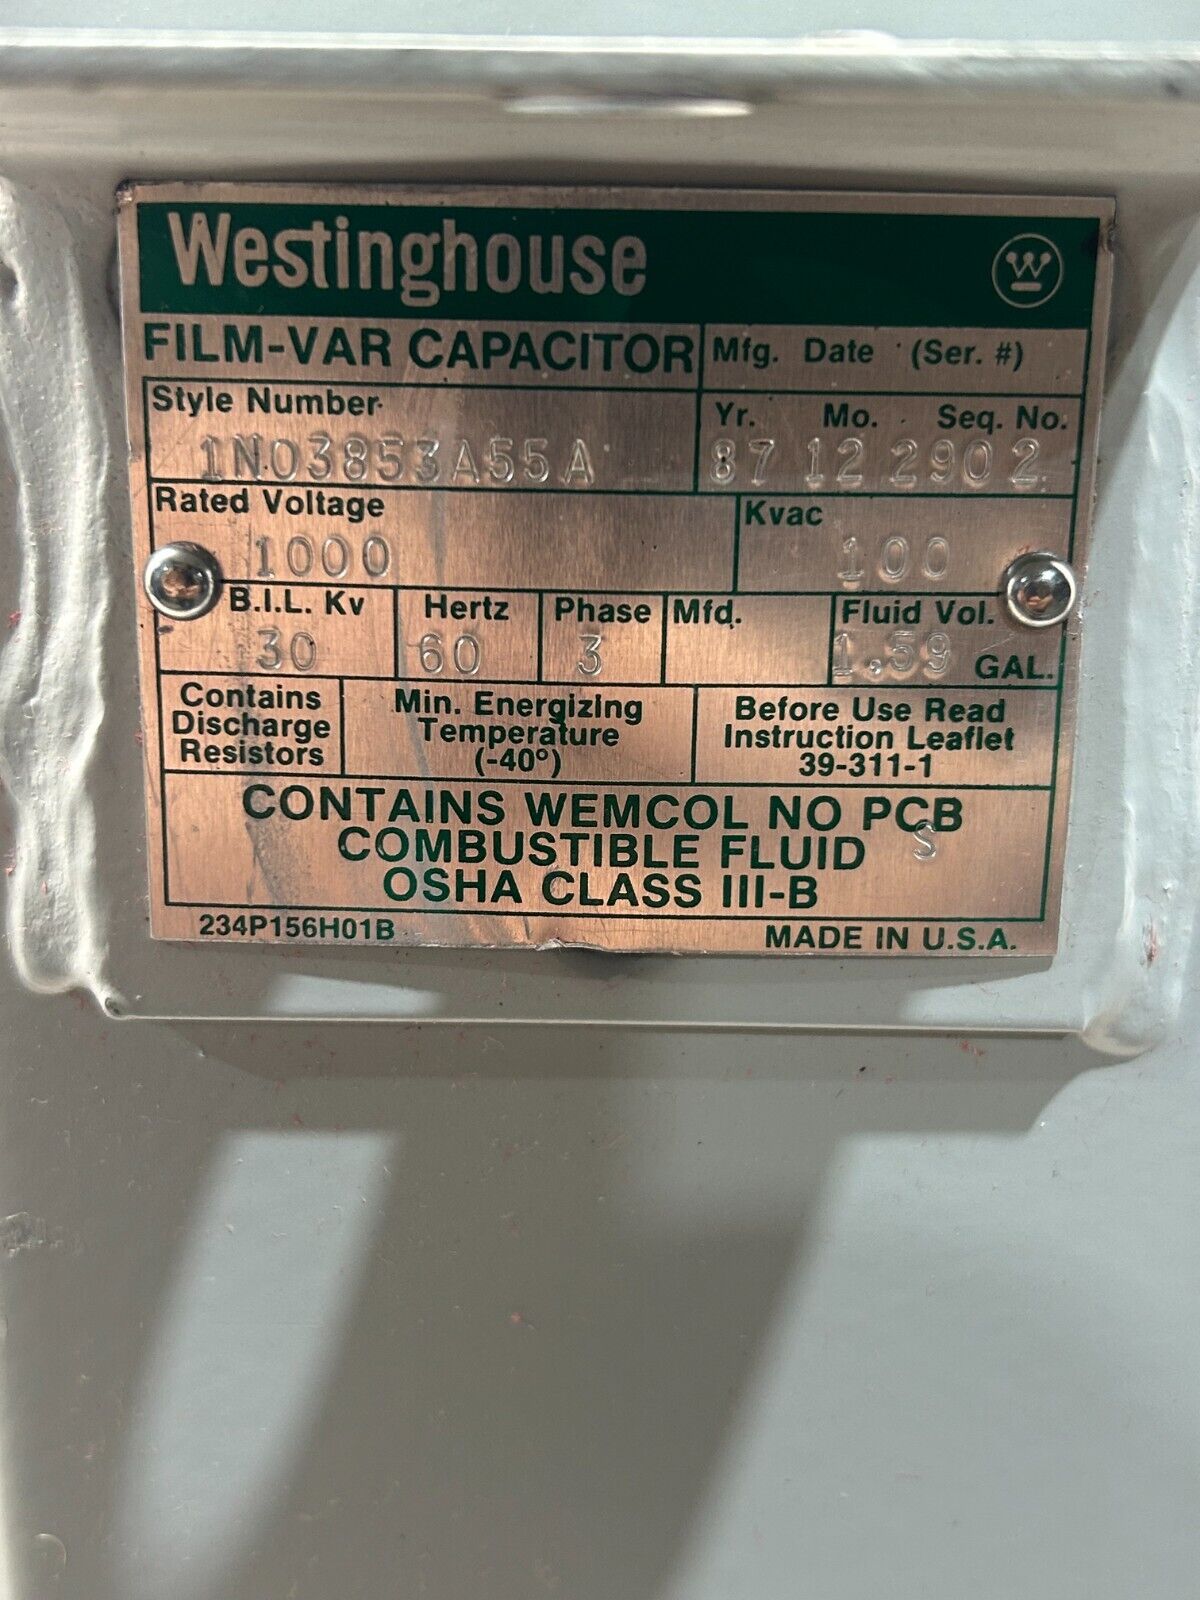 Westinghouse
FILM-VAR CAPACITOR
Mfg. Date (Ser. #)
Style Number
Yr. Mo. Seq. No.
1N03853A55A
87 12 2902
Rated Voltage
Kvac
1000
100
B.I.L. Kv
Hertz
Phase
Mfd.
Fluid Vol.
30
60
3
1.59 GAL.
Contains
Discharge
Resistors
Min. Energizing
Temperature
(-40°)
Before Use Read
Instruction Leaflet
39-311-1
CONTAINS WEMCOL NO PCB
S
COMBUSTIBLE FLUID
OSHA CLASS III-B
234P156H01B
MADE IN U.S.A.